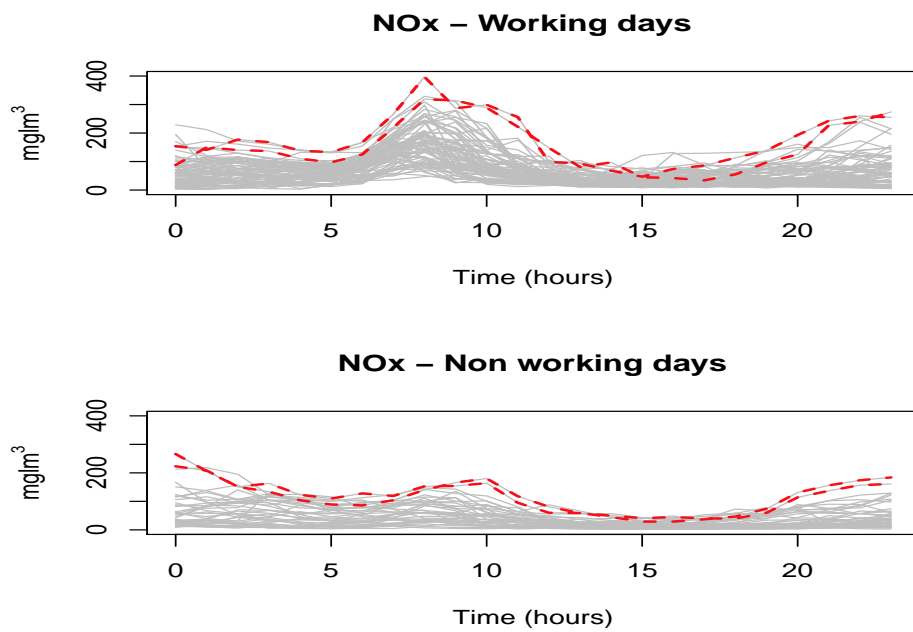 NOx – Working days
mglm³
400
200
0
0 5 10 15 20
Time (hours)
NOx – Non working days
mglm³
400
200
0
0 5 10 15 20
Time (hours)